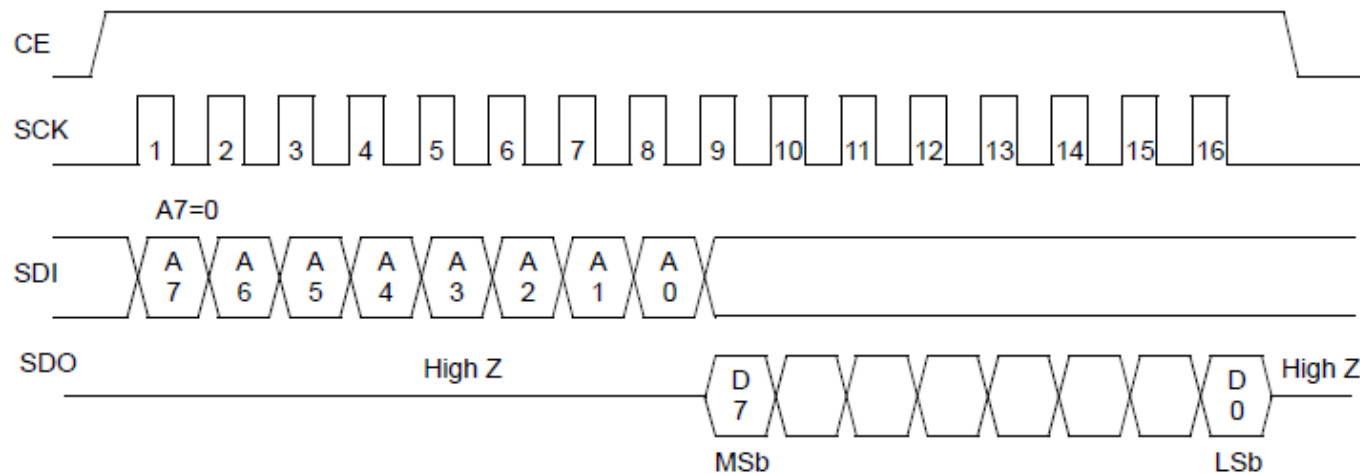 CE
SCK
1 2 3 4 5 6 7 8 9 10 11 12 13 14 15 16
A7=0
SDI
A A A A A A A A
7 6 5 4 3 2 1 0
SDO
High Z
D D
7 0
High Z
MSb LSb